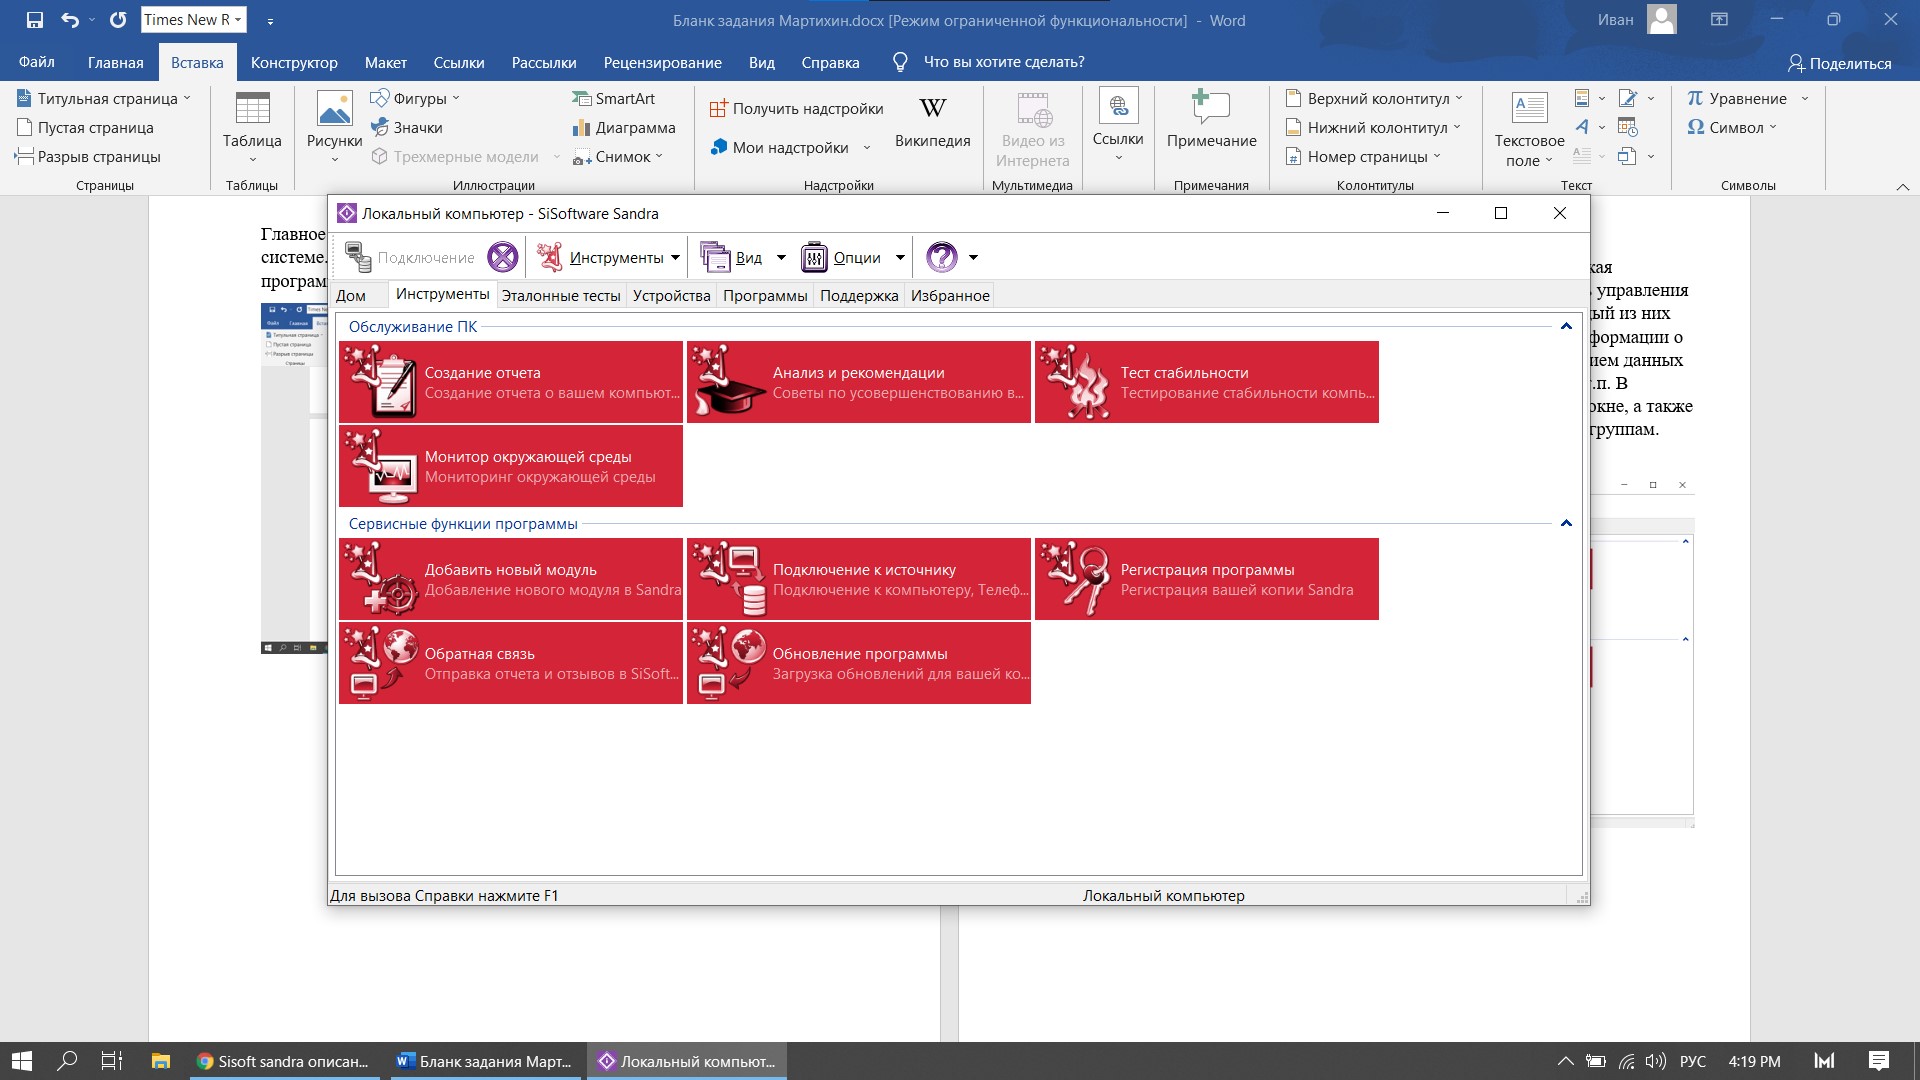 Times New R
Бланк задания Мартихин.docx [Режим ограниченной функциональности] - Word
Иван
Файл
Главная
Вставка
Конструктор
Макет
Ссылки
Рассылки
Рецензирование
Вид
Справка
Что вы хотите сделать?
Поделиться
Титульная страница
Пустая страница
Разрыв страницы
Страницы
Таблица
Таблицы
Рисунки
Фигуры
Значки
Трехмерные модели
SmartArt
Диаграмма
Снимок
Иллюстрации
Получить надстройки
Мои надстройки
W
Википедия
Надстройки
Видео из
Интернета
Мультимедиа
Ссылки
Примечание
Примечания
Верхний колонтитул
Нижний колонтитул
Номер страницы
Колонтитулы
Текстовое
поле
Текст
π Уравнение
Ω Символ
Символы
Главное
системе.
програм
Локальный компьютер - SiSoftware Sandra
Подключение
Инструменты
Вид
Опции
Дом
Инструменты
Эталонные тесты
Устройства
Программы
Поддержка
Избранное
Обслуживание ПК
Создание отчета
Создание отчета о вашем компьют...
Анализ и рекомендации
Советы по усовершенствованию в...
Тест стабильности
Тестирование стабильности компь...
Монитор окружающей среды
Мониторинг окружающей среды
Сервисные функции программы
Добавить новый модуль
Добавление нового модуля в Sandra
Подключение к источнику
Подключение к компьютеру, Телеф...
Регистрация программы
Регистрация вашей копии Sandra
Обратная связь
Отправка отчета и отзывов в SiSoft...
Обновление программы
Загрузка обновлений для вашей ко...
Для вызова Справки нажмите F1
Локальный компьютер
кая
управления
ый из них
формации о
ием данных
.п. В
окне, а также
группам.
Sisoft sandra описан...
Бланк задания Март...
Локальный компьют...
РУС
4:19 PM